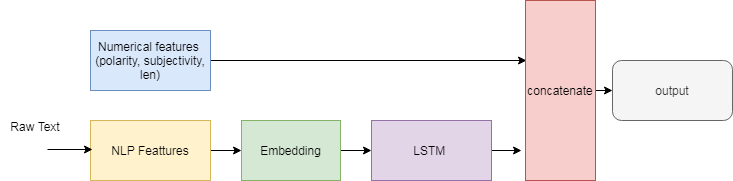 Numerical features
(polarity, subjectivity,
len)
concatenate
output
Raw Text
NLP Feattures
Embedding
LSTM